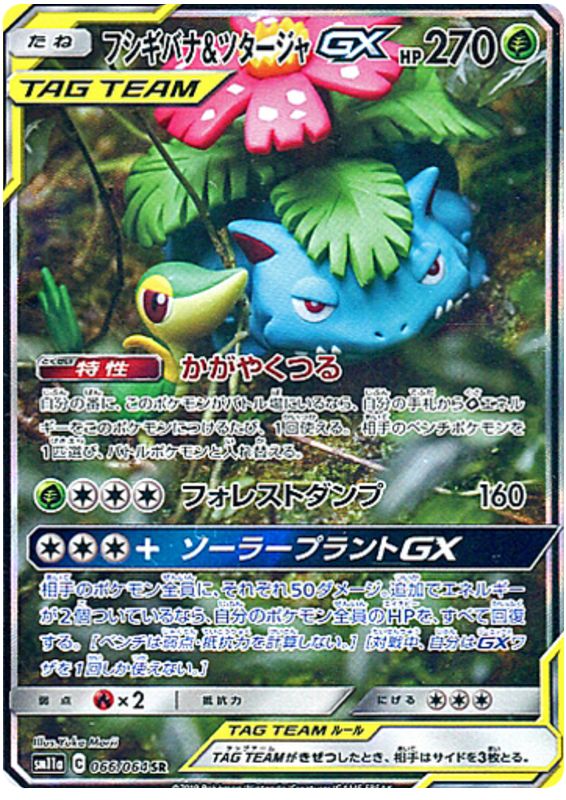 たね フシギバナ&ツタージャGX HP270
TAG TEAM
特性 かがやくつる
自分の番に、このポケモンがバトル場にいるなら、自分の手札からエネル
ギーをこのポケモンにつけるたび、1回使える。相手のベンチポケモンを
1匹選び、バトルポケモンと入れ替える。
フォレストダンプ 160
+ ソーラープラントGX
相手のポケモン全員に、それぞれ50ダメージ。追加でエネルギー
が2個ついているなら、自分のポケモン全員のHPを、すべて回復
する。[ベンチは弱点・抵抗力を計算しない。][対戦中、自分はGXワ
ザを1回しか使えない。]
弱点 ×2 抵抗力 にげる
Illus. Yuka Morii
TAG TEAM ルール
sm11a C 066/064 SR
TAG TEAMがきぜつしたとき、相手はサイドを3枚とる。
©2019 Pokémon/Nintendo/Creatures/GAME FREAK